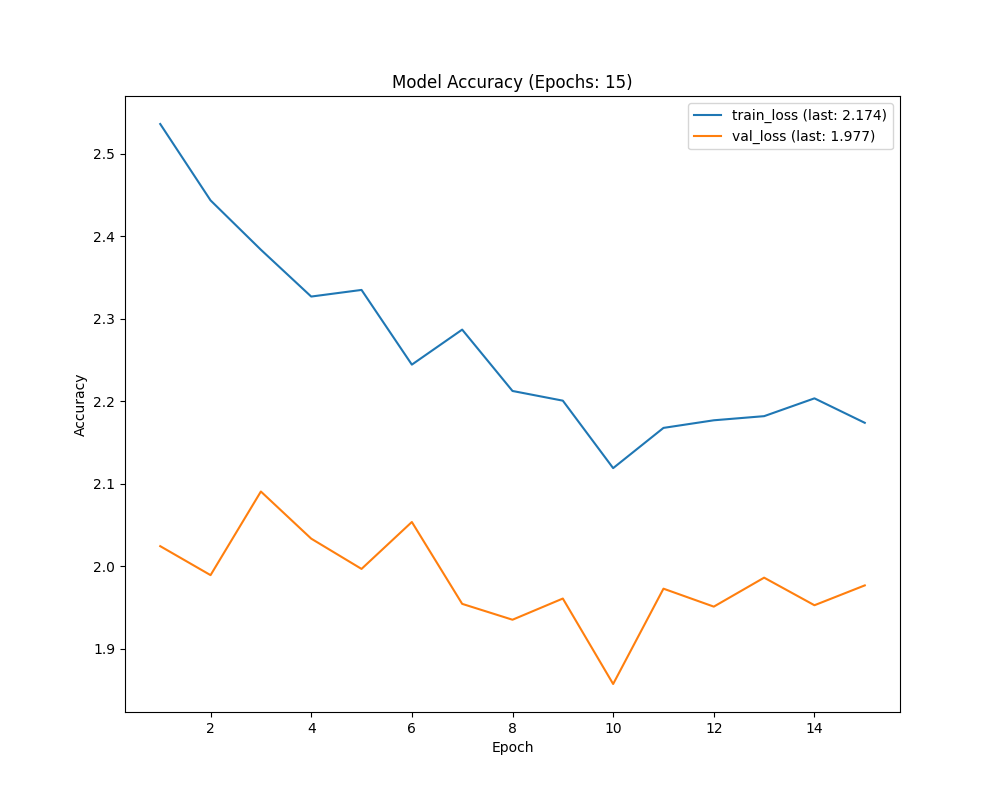 Model Accuracy (Epochs: 15)
train_loss (last: 2.174)
val_loss (last: 1.977)
Accuracy
2.5
2.4
2.3
2.2
2.1
2.0
1.9
2 4 6 8 10 12 14
Epoch